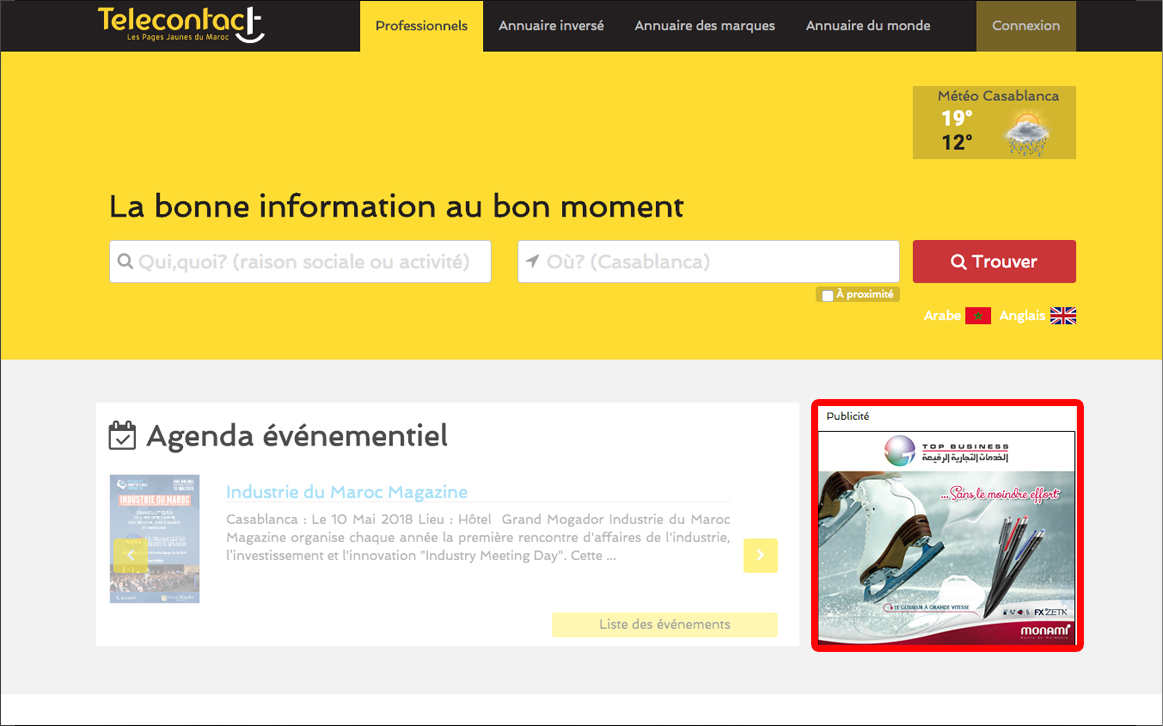 Telecontact
Les Pages Jaunes du Maroc
Professionnels
Annuaire inversé
Annuaire des marques
Annuaire du monde
Connexion
Météo Casablanca
19°
12°
La bonne information au bon moment
Qui,quoi? (raison sociale ou activité)
Où? (Casablanca)
Trouver
À proximité
Arabe
Anglais
Agenda événementiel
INDUSTRIE DU MAROC
Industrie du Maroc Magazine
Casablanca : Le 10 Mai 2018 Lieu : Hôtel Grand Mogador Industrie du Maroc
Magazine organise chaque année la première rencontre d'affaires de l'industrie,
l'investissement et l'innovation "Industry Meeting Day". Cette ...
Liste des événements
Publicité
TOP BUSINESS
الخدمات التجارية الرفيعة
...Sans le moindre effort
LE GLISSEUR À GRANDE VITESSE
FX ZETA
monami